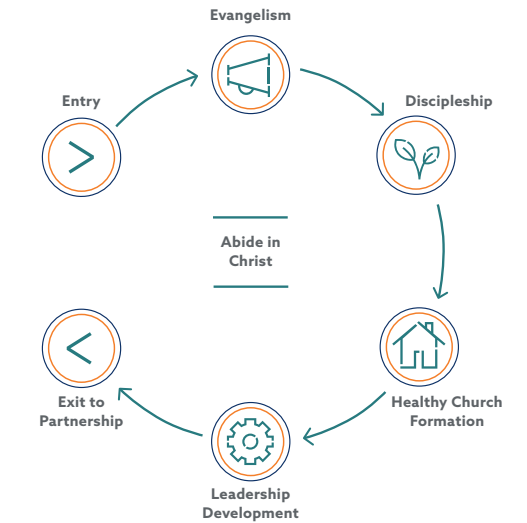 Evangelism
Entry
Discipleship
Abide in
Christ
Healthy Church
Formation
Exit to
Partnership
Leadership
Development